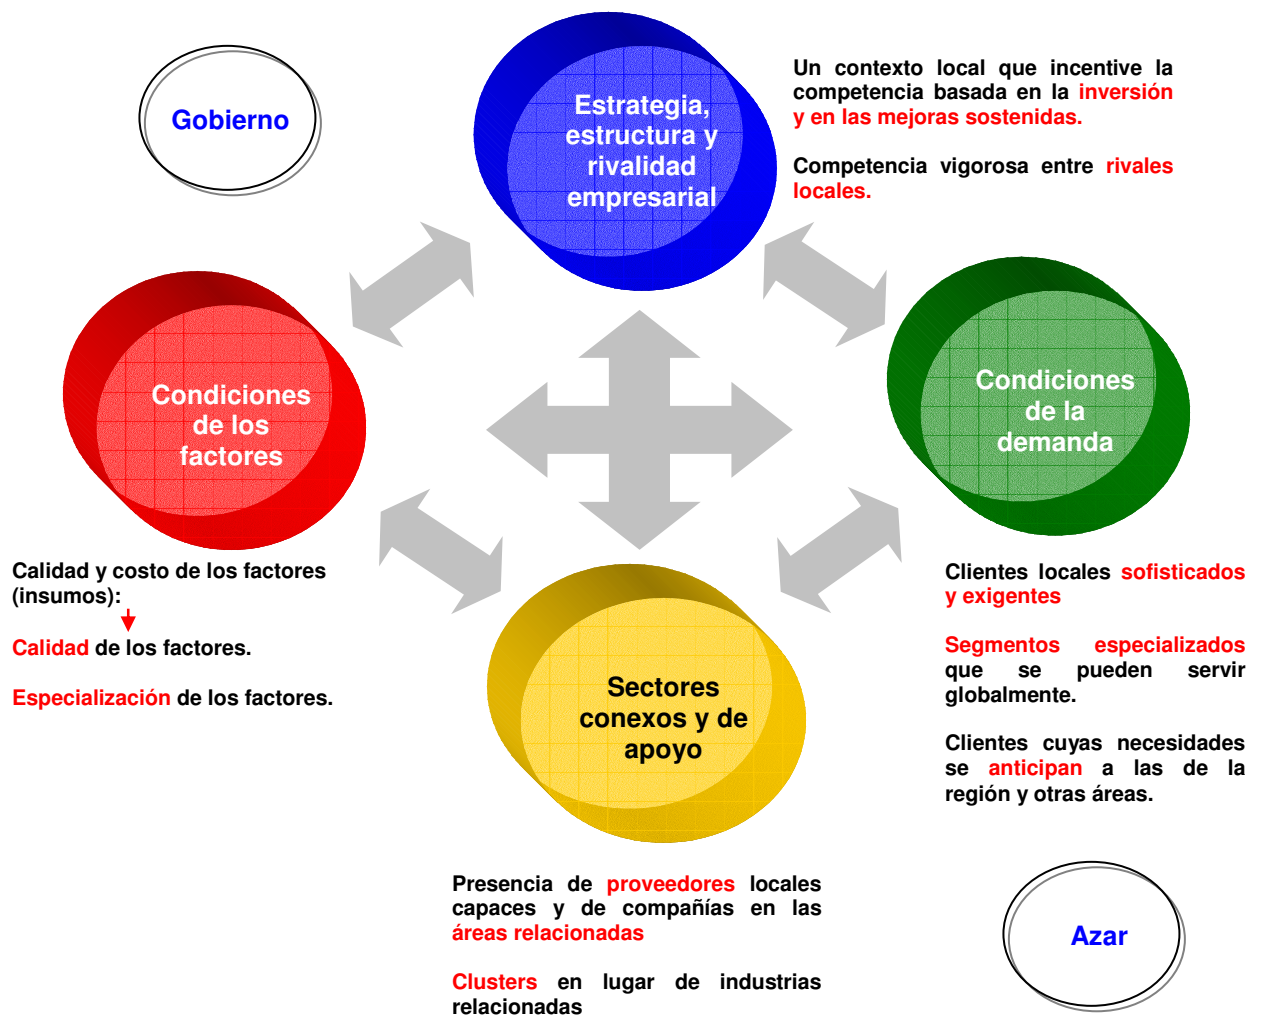 Gobierno
Estrategia,
estructura y
rivalidad
empresarial
Un contexto local que incentive la
competencia basada en la inversión
y en las mejoras sostenidas.
Competencia vigorosa entre rivales
locales.
Condiciones
de los
factores
Condiciones
de la
demanda
Calidad y costo de los factores
(insumos):
Calidad de los factores.
Especialización de los factores.
Sectores
conexos y de
apoyo
Clientes locales sofisticados
y exigentes
Segmentos especializados
que se pueden servir
globalmente.
Clientes cuyas necesidades
se anticipan a las de la
región y otras áreas.
Presencia de proveedores locales
capaces y de compañías en las
áreas relacionadas
Clusters en lugar de industrias
relacionadas
Azar